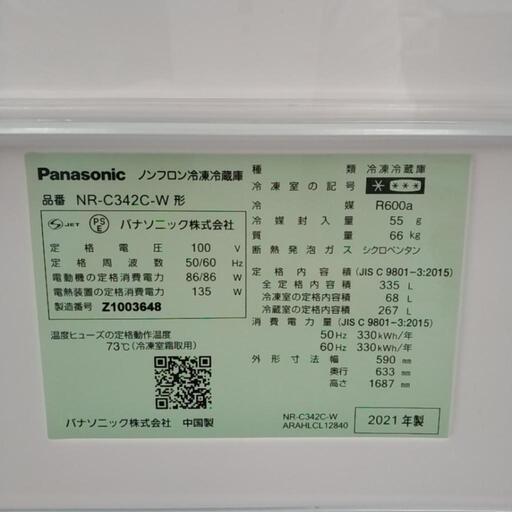 Panasonic ノンフロン冷凍冷蔵庫
品番 NR-C342C-W 形
S JET PS E パナソニック株式会社
定格電圧 100 V
定格周波数 50/60 Hz
電動機の定格消費電力 86/86 W
電熱装置の定格消費電力 135 W
製造番号 Z1003648
温度ヒューズの定格動作温度
73℃(冷凍室霜取用)
パナソニック株式会社 中国製
種類 冷凍冷蔵庫
冷凍室の記号 * ***
冷媒 R600a
冷媒封入量 55 g
質量 66 kg
断熱発泡ガス シクロペンタン
定格内容積 (JIS C 9801-3:2015)
全定格内容積 335 L
冷凍室の定格内容積 68 L
冷蔵室の定格内容積 267 L
消費電力量 (JIS C 9801-3:2015)
50Hz 330kWh/年
60Hz 330kWh/年
外形寸法 幅 590 mm
奥行 633 mm
高さ 1687 mm
NR-C342C-W
ARAHLCL12840
2021年製